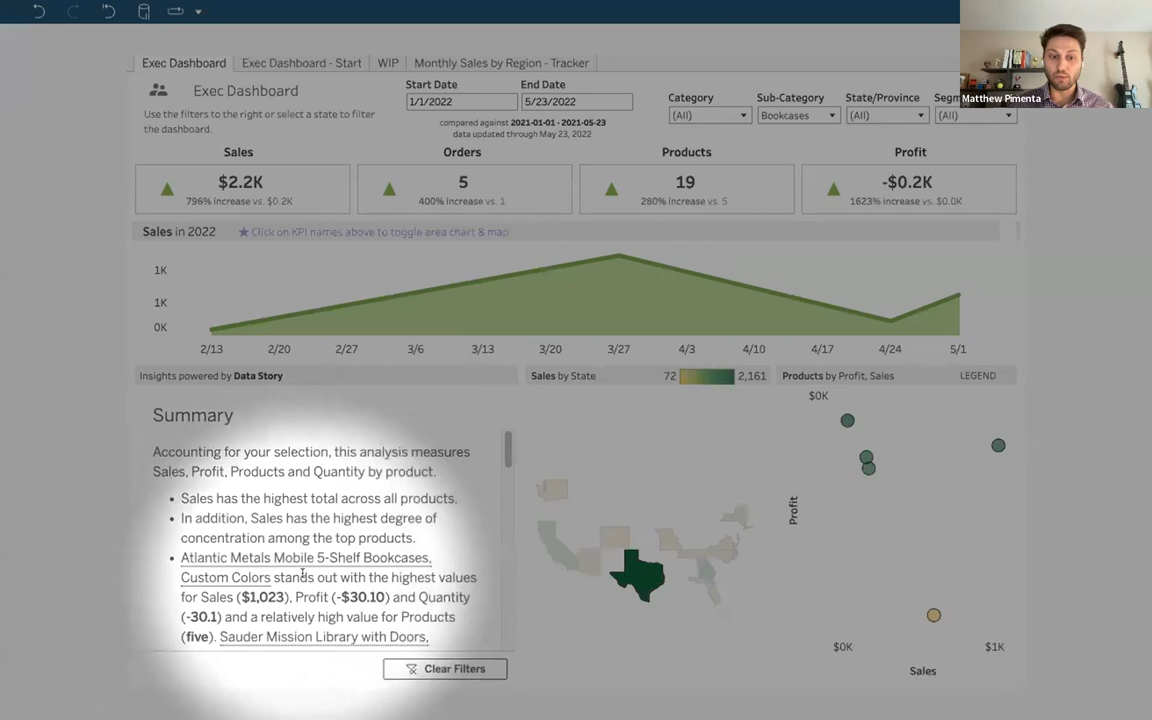 Matthew Pimenta
Exec Dashboard
Exec Dashboard - Start
WIP
Monthly Sales by Region - Tracker
Exec Dashboard
Use the filters to the right or select a state to filter
the dashboard.
Start Date
End Date
1/1/2022
5/23/2022
compared against 2021-01-01 - 2021-05-23
data updated through May 23, 2022
Category
Sub-Category
State/Province
(All)
Bookcases
(All)
(All)
Sales
Orders
Products
Profit
$2.2K
5
19
-$0.2K
796% increase vs. $0.2K
400% increase vs. 1
280% increase vs. 5
1623% increase vs. $0.0K
Sales in 2022
★ Click on KPI names above to toggle area chart & map
1K
1K
0K
2/13
2/20
2/27
3/6
3/13
3/20
3/27
4/3
4/10
4/17
4/24
5/1
Insights powered by Data Story
Sales by State
72
2,161
Products by Profit, Sales
LEGEND
Summary
Accounting for your selection, this analysis measures
Sales, Profit, Products and Quantity by product.
• Sales has the highest total across all products.
• In addition, Sales has the highest degree of
concentration among the top products.
• Atlantic Metals Mobile 5-Shelf Bookcases,
Custom Colors stands out with the highest values
for Sales ($1,023), Profit (-$30.10) and Quantity
(-30.1) and a relatively high value for Products
(five). Sauder Mission Library with Doors,
Clear Filters
$0K
Profit
$0K
$1K
Sales